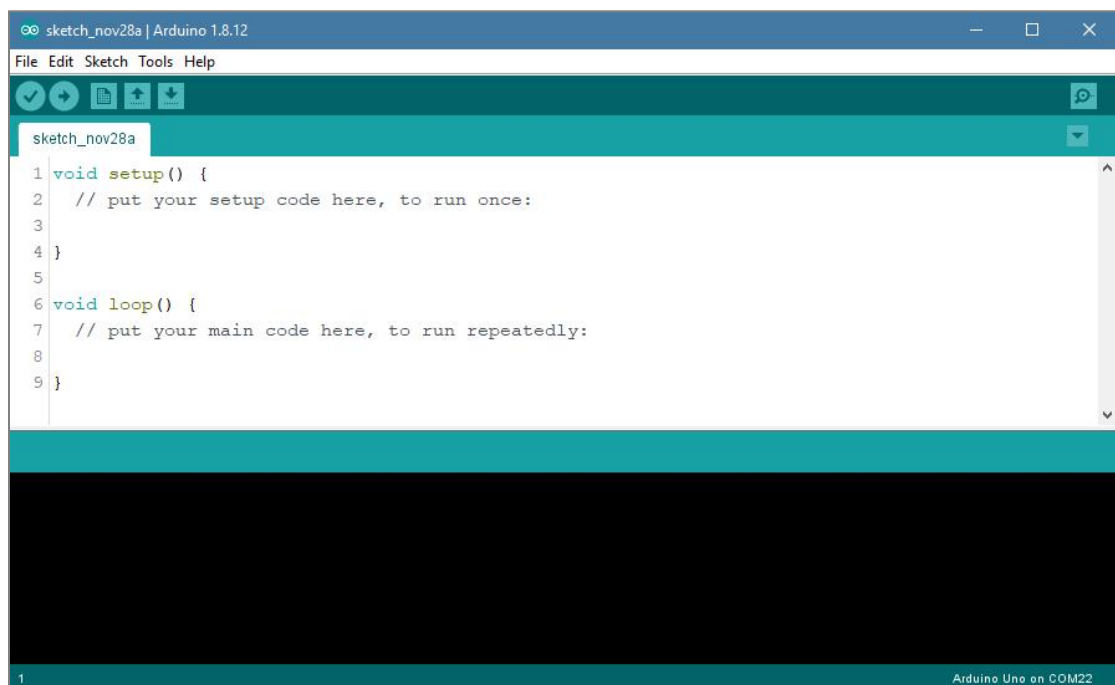 sketch_nov28a | Arduino 1.8.12
File Edit Sketch Tools Help
sketch_nov28a
1 void setup() {
2   // put your setup code here, to run once:
3
4 }
5
6 void loop() {
7   // put your main code here, to run repeatedly:
8
9 }
1 Arduino Uno on COM22